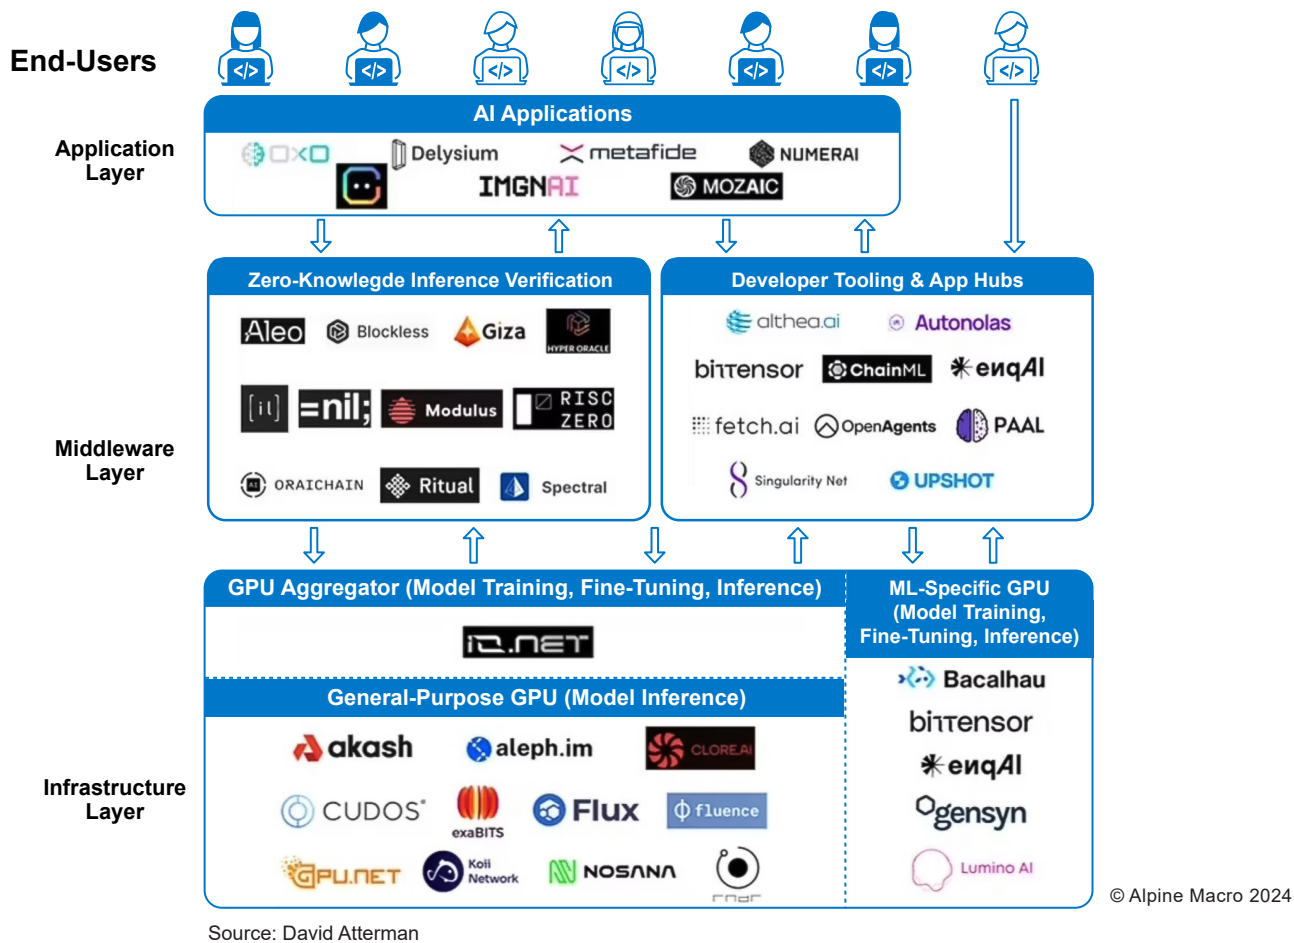 </> </> </> </> </> </> </>
End-Users
AI Applications
Application
Layer
OXO
Delysium
metafide
NUMERAI
IMGNAI
MOZAIC
Zero-Knowlegde Inference Verification
Developer Tooling & App Hubs
Aleo
Blockless
Giza
HYPER ORACLE
althea.ai
Autonolas
bittensor
ChainML
enqAI
[il]
=nil;
Modulus
RISC
ZERO
fetch.ai
OpenAgents
PAAL
Middleware
Layer
AI
ORAICHAIN
Ritual
Spectral
Singularity Net
UPSHOT
GPU Aggregator (Model Training, Fine-Tuning, Inference)
ML-Specific GPU
(Model Training,
Fine-Tuning, Inference)
io.net
General-Purpose GPU (Model Inference)
Bacalhau
bittensor
enqAI
gensyn
Lumino AI
akash
aleph.im
CLORE.AI
Infrastructure
Layer
CUDOS
exaBITS
Flux
fluence
GPU.NET
Koii
Network
NOSANA
rndr
© Alpine Macro 2024
Source: David Atterman